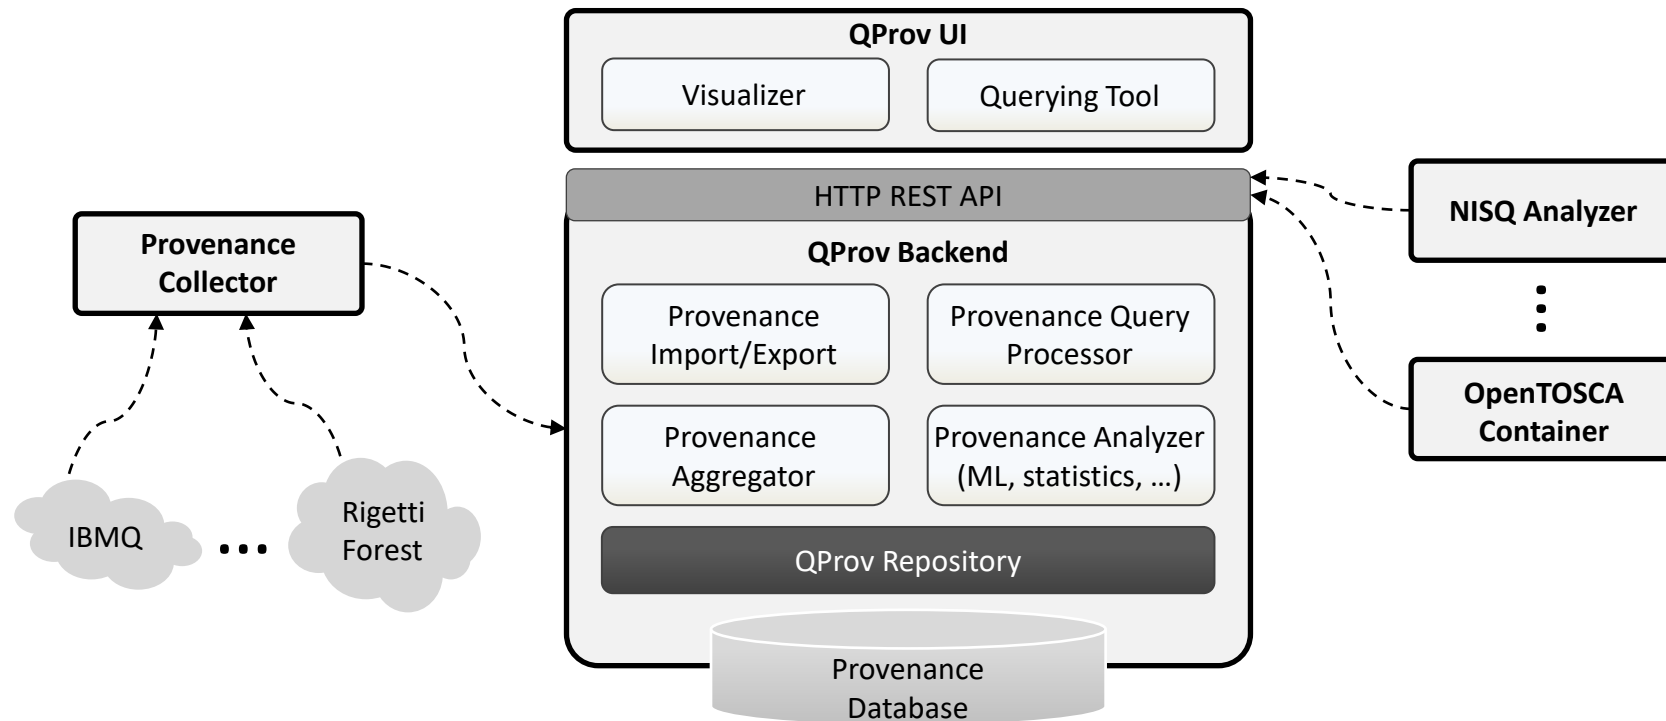 QProv UI
Visualizer
Querying Tool
HTTP REST API
QProv Backend
Provenance
Import/Export
Provenance Query
Processor
Provenance
Aggregator
Provenance Analyzer
(ML, statistics, …)
QProv Repository
Provenance
Database
Provenance
Collector
IBMQ
...
Rigetti
Forest
NISQ Analyzer
...
OpenTOSCA
Container